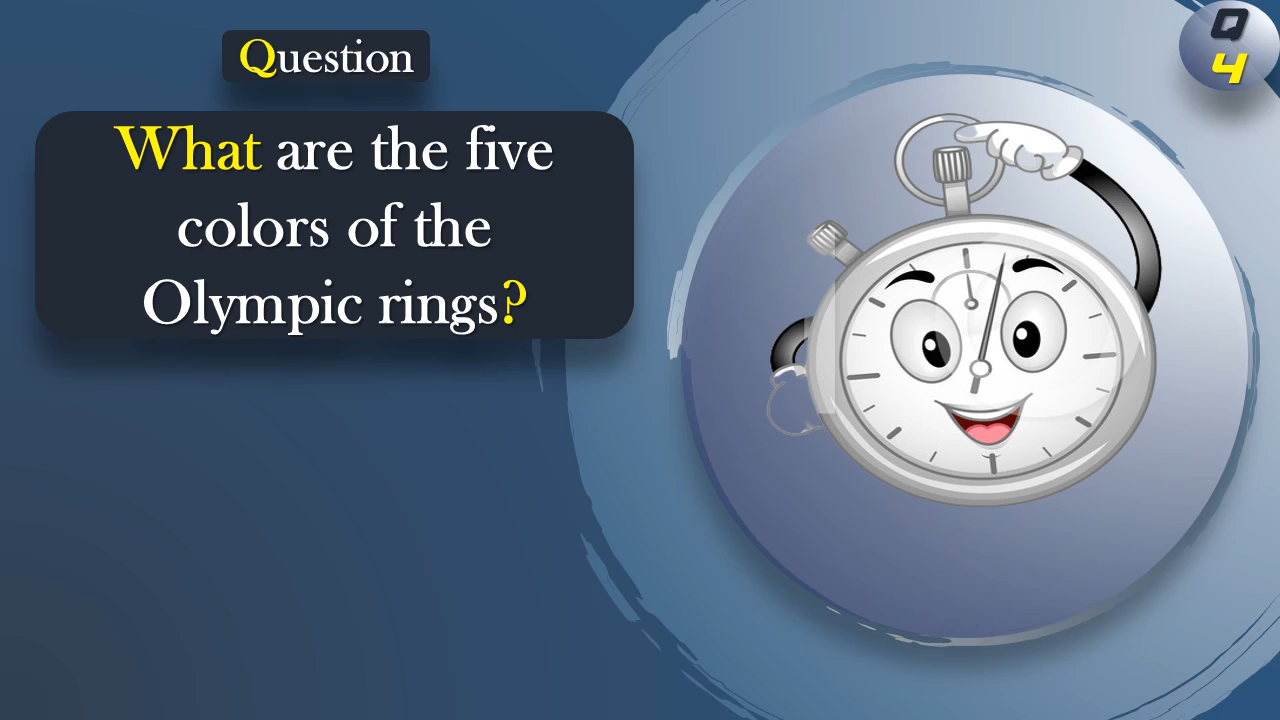 Question
What are the five
colors of the
Olympic rings?
Q
4